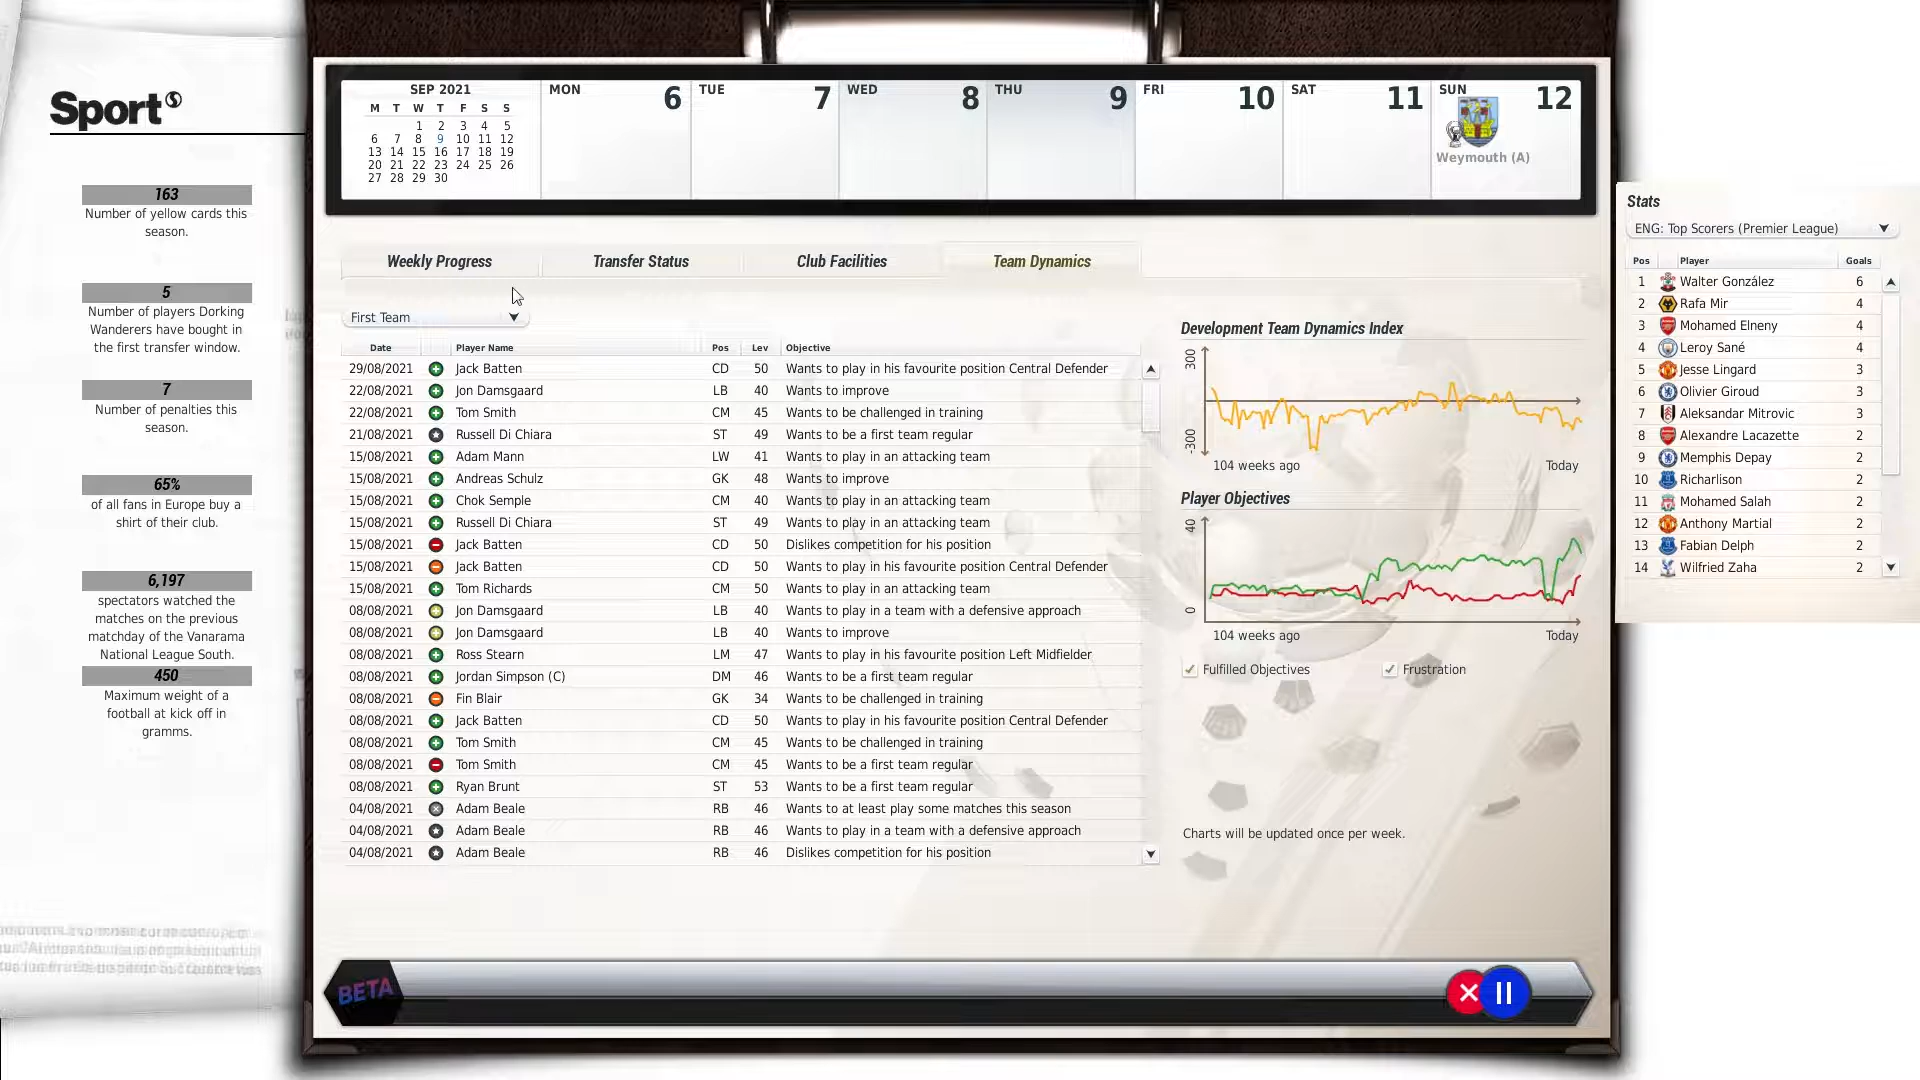 Sport
163
Number of yellow cards this
season.
5
Number of players Dorking
Wanderers have bought in
the first transfer window.
7
Number of penalties this
season.
65%
of all fans in Europe buy a
shirt of their club.
6,197
spectators watched the
matches on the previous
matchday of the Vanarama
National League South.
450
Maximum weight of a
football at kick off in
gramms.
SEP 2021
M T W T F S S
1 2 3 4 5
6 7 8 9 10 11 12
13 14 15 16 17 18 19
20 21 22 23 24 25 26
27 28 29 30
MON 6 TUE 7 WED 8 THU 9 FRI 10 SAT 11 SUN 12
Weymouth (A)
Weekly Progress Transfer Status Club Facilities Team Dynamics
First Team
Date Player Name Pos Lev Objective
29/08/2021 Jack Batten CD 50 Wants to play in his favourite position Central Defender
22/08/2021 Jon Damsgaard LB 40 Wants to improve
22/08/2021 Tom Smith CM 45 Wants to be challenged in training
21/08/2021 Russell Di Chiara ST 49 Wants to be a first team regular
15/08/2021 Adam Mann LW 41 Wants to play in an attacking team
15/08/2021 Andreas Schulz GK 48 Wants to improve
15/08/2021 Chok Semple CM 40 Wants to play in an attacking team
15/08/2021 Russell Di Chiara ST 49 Wants to play in an attacking team
15/08/2021 Jack Batten CD 50 Dislikes competition for his position
15/08/2021 Jack Batten CD 50 Wants to play in his favourite position Central Defender
15/08/2021 Tom Richards CM 50 Wants to play in an attacking team
08/08/2021 Jon Damsgaard LB 40 Wants to play in a team with a defensive approach
08/08/2021 Jon Damsgaard LB 40 Wants to improve
08/08/2021 Ross Stearn LM 47 Wants to play in his favourite position Left Midfielder
08/08/2021 Jordan Simpson (C) DM 46 Wants to be a first team regular
08/08/2021 Fin Blair GK 34 Wants to be challenged in training
08/08/2021 Jack Batten CD 50 Wants to play in his favourite position Central Defender
08/08/2021 Tom Smith CM 45 Wants to be challenged in training
08/08/2021 Tom Smith CM 45 Wants to be a first team regular
08/08/2021 Ryan Brunt ST 53 Wants to be a first team regular
04/08/2021 Adam Beale RB 46 Wants to at least play some matches this season
04/08/2021 Adam Beale RB 46 Wants to play in a team with a defensive approach
04/08/2021 Adam Beale RB 46 Dislikes competition for his position
Development Team Dynamics Index
300
-300
104 weeks ago Today
Player Objectives
40
0
104 weeks ago Today
Fulfilled Objectives Frustration
Charts will be updated once per week.
BETA
Stats
ENG: Top Scorers (Premier League)
Pos Player Goals
1 Walter González 6
2 Rafa Mir 4
3 Mohamed Elneny 4
4 Leroy Sané 4
5 Jesse Lingard 3
6 Olivier Giroud 3
7 Aleksandar Mitrovic 3
8 Alexandre Lacazette 2
9 Memphis Depay 2
10 Richarlison 2
11 Mohamed Salah 2
12 Anthony Martial 2
13 Fabian Delph 2
14 Wilfried Zaha 2